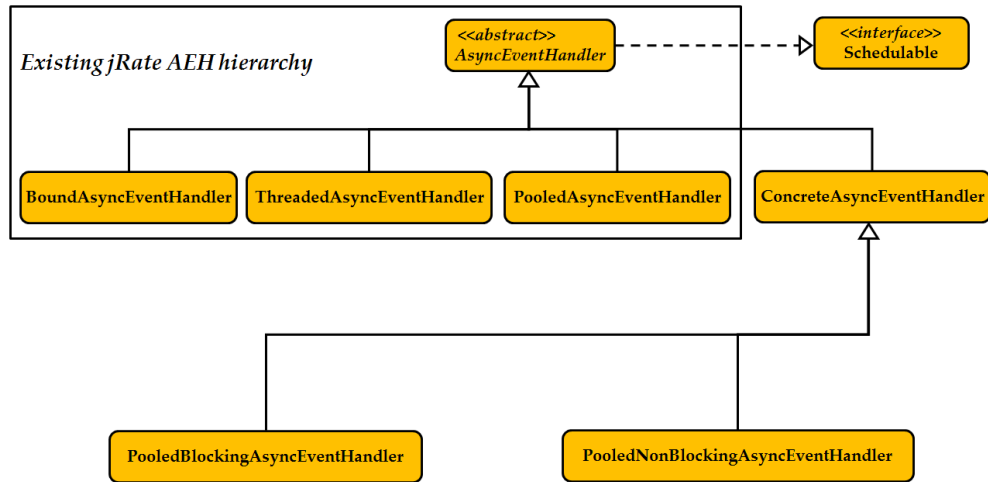 Existing jRate AEH hierarchy
<<abstract>>
AsyncEventHandler
<<interface>>
Schedulable
BoundAsyncEventHandler
ThreadedAsyncEventHandler
PooledAsyncEventHandler
ConcreteAsyncEventHandler
PooledBlockingAsyncEventHandler
PooledNonBlockingAsyncEventHandler